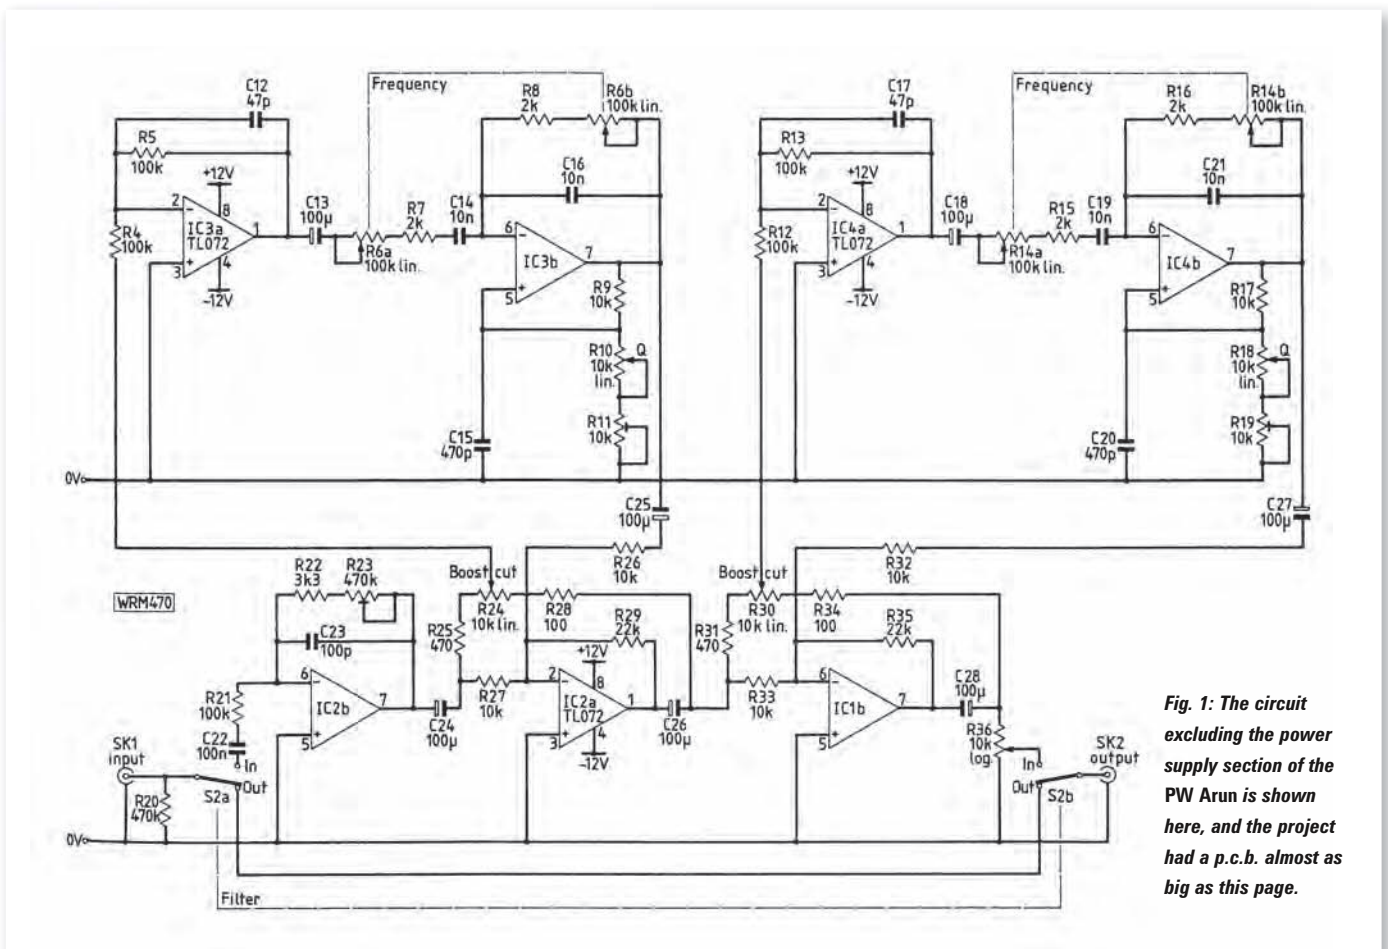 C12
47p
Frequency
R8
2k
R6b
100k lin.
C17
47p
Frequency
R16
2k
R14b
100k lin.
R5
100k
R13
100k
+12V
C16
10n
+12V
C21
10n
2
8
C13
100µ
R7
2k
C14
10n
2
8
C18
100µ
R15
2k
C19
10n
R4
100k
IC3a
TL072
1
6
R12
100k
IC4a
TL072
1
6
3
4
R6a
100k lin.
IC3b
7
3
4
R14a
100k lin.
IC4b
7
-12V
5
R9
10k
-12V
5
R17
10k
R10
10k
lin.
Q
R18
10k
lin.
Q
C15
470p
R11
10k
C20
470p
R19
10k
0V
C25
100µ
C27
100µ
R22
3k3
R23
470k
Boost cut
R26
10k
Boost cut
R32
10k
WRM470
R24
10k lin.
R28
100
R30
10k lin.
R34
100
C23
100p
R25
470
R29
22k
R31
470
R35
22k
+12V
R21
100k
6
IC2b
7
R27
10k
2
8
IC2a
TL072
1
R33
10k
6
IC1b
7
C28
100µ
C22
100n
5
C24
100µ
3
4
C26
100µ
5
R36
10k
log.
-12V
SK1
input
In
Out
S2a
R20
470k
In
Out
S2b
SK2
output
0V
Filter
Fig. 1: The circuit
excluding the power
supply section of the
PW Arun is shown
here, and the project
had a p.c.b. almost as
big as this page.